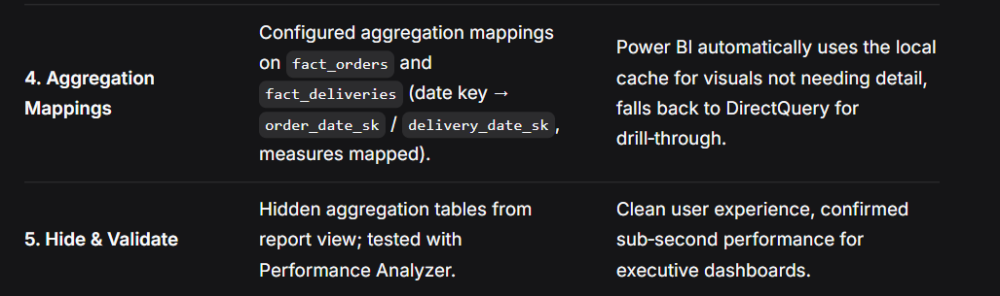 4. Aggregation
Mappings
Configured aggregation mappings
on fact_orders and
fact_deliveries (date key →
order_date_sk / delivery_date_sk,
measures mapped).
Power BI automatically uses the local
cache for visuals not needing detail,
falls back to DirectQuery for
drill‑through.
5. Hide & Validate
Hidden aggregation tables from
report view; tested with
Performance Analyzer.
Clean user experience, confirmed
sub‑second performance for
executive dashboards.